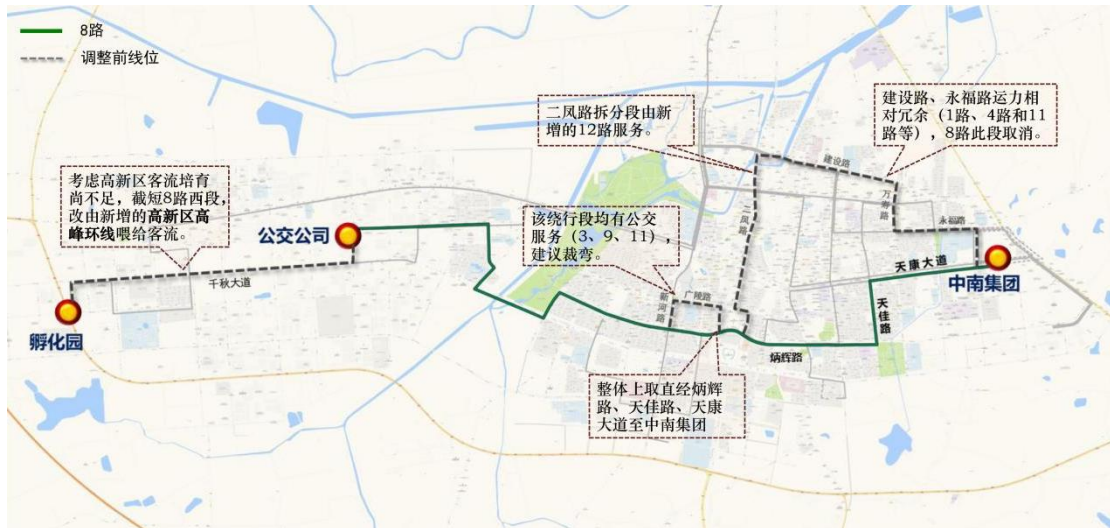 8路
调整前线位
二凤路拆分段由新
增的12路服务。
建设路、永福路运力相
对冗余（1路、4路和11
路等），8路此段取消。
考虑高新区客流培育
尚不足，截短8路西段，
改由新增的高新区高
峰环线喂给客流。
该绕行段均有公交
服务（3、9、11），
建议裁弯。
整体上取直经炳辉
路、天佳路、天康
大道至中南集团
公交公司
孵化园
中南集团
千秋大道
建设路
万寿路
永福路
二凤路
天康大道
天佳路
新河路
广陵路
炳辉路